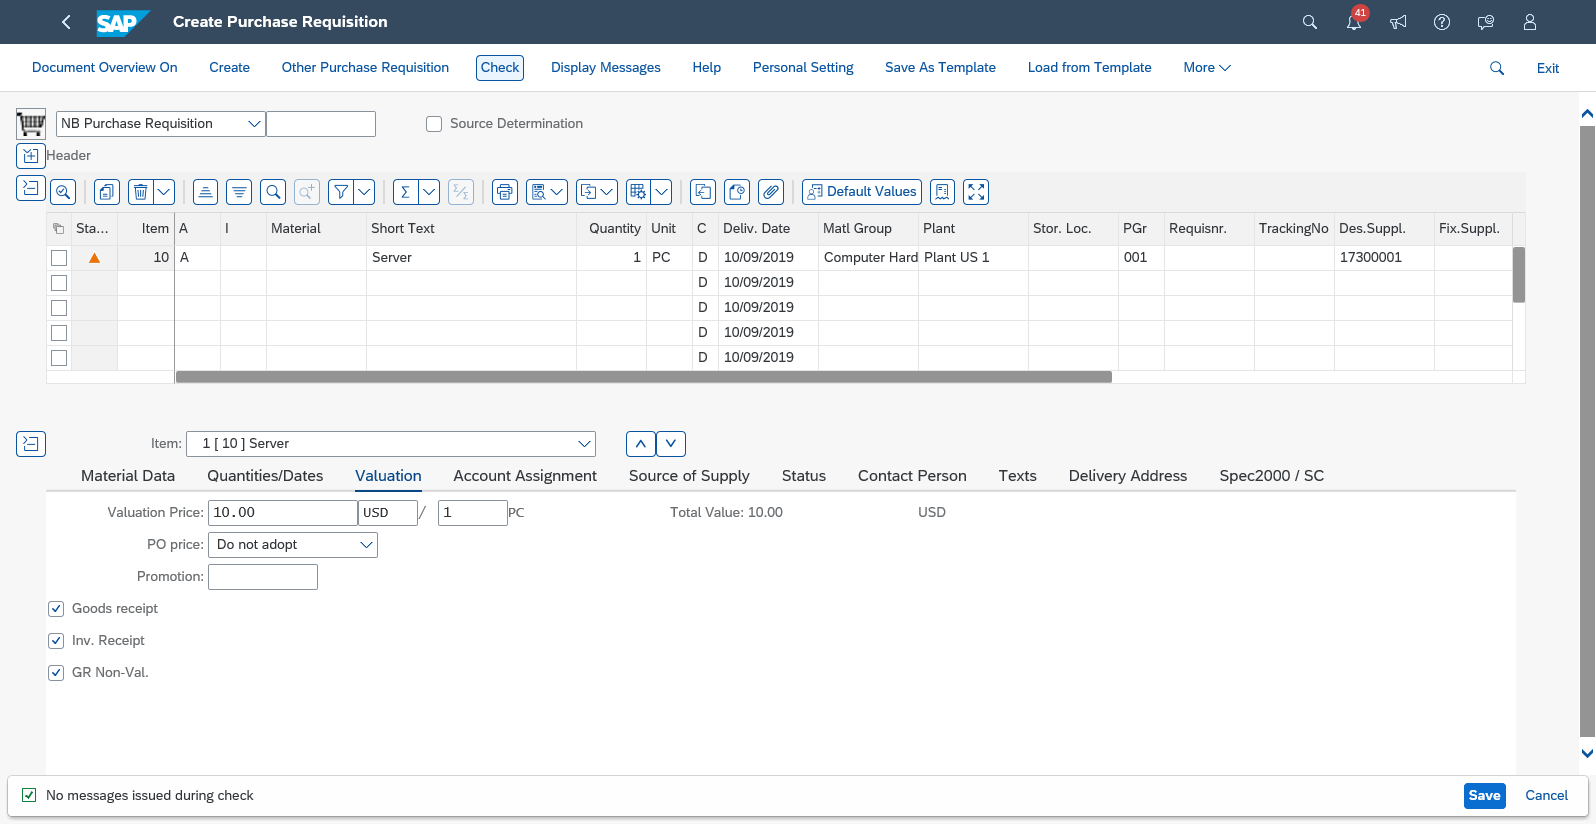 SAP Create Purchase Requisition 41
Document Overview On Create Other Purchase Requisition Check Display Messages Help Personal Setting Save As Template Load from Template More Exit
NB Purchase Requisition Source Determination
Header
Default Values
Sta... Item A I Material Short Text Quantity Unit C Deliv. Date Matl Group Plant Stor. Loc. PGr Requisnr. TrackingNo Des.Suppl. Fix.Suppl.
10 A Server 1 PC D 10/09/2019 Computer Hard Plant US 1 001 17300001
D 10/09/2019
D 10/09/2019
D 10/09/2019
D 10/09/2019
Item: 1 [ 10 ] Server
Material Data Quantities/Dates Valuation Account Assignment Source of Supply Status Contact Person Texts Delivery Address Spec2000 / SC
Valuation Price: 10.00 USD / 1 PC Total Value: 10.00 USD
PO price: Do not adopt
Promotion:
Goods receipt
Inv. Receipt
GR Non-Val.
No messages issued during check Save Cancel